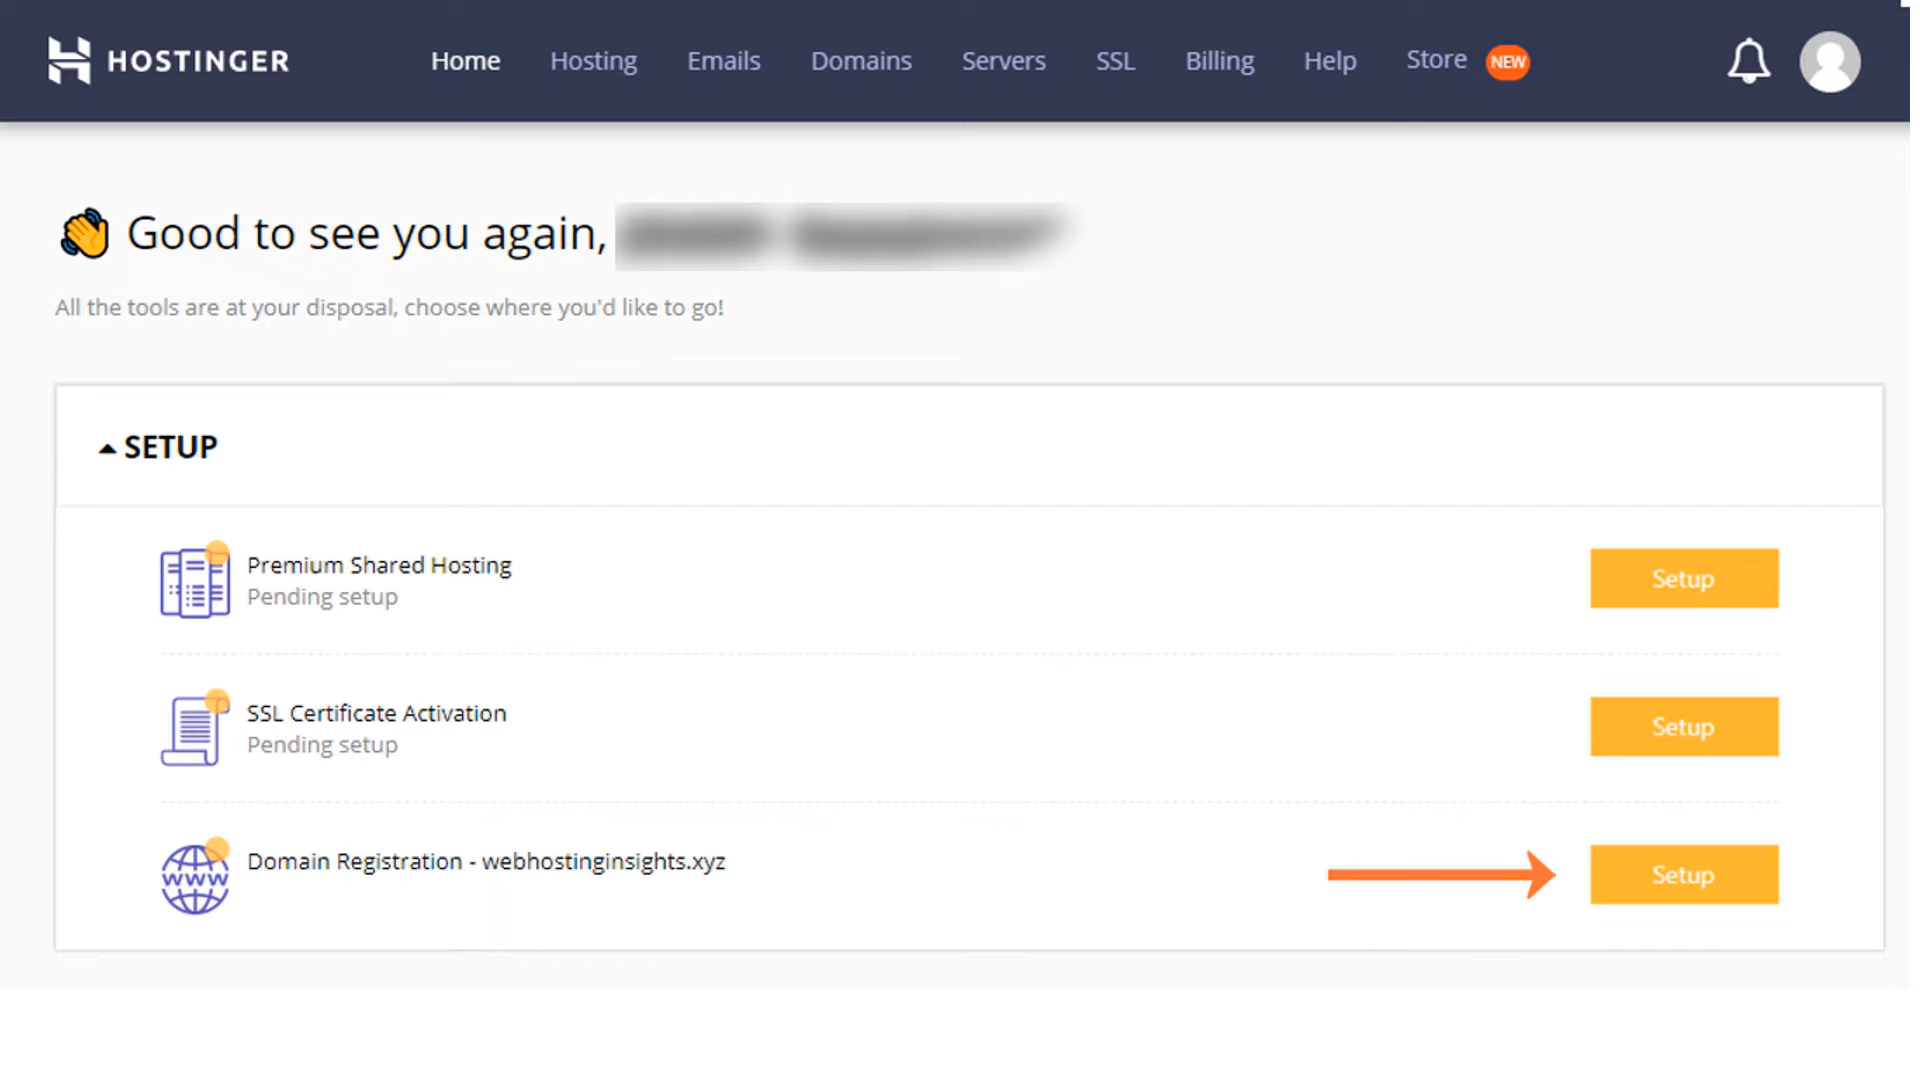 HOSTINGER
Home
Hosting
Emails
Domains
Servers
SSL
Billing
Help
Store
NEW
Good to see you again,
All the tools are at your disposal, choose where you'd like to go!
SETUP
Premium Shared Hosting
Pending setup
Setup
SSL Certificate Activation
Pending setup
Setup
WWW
Domain Registration - webhostinginsights.xyz
Setup